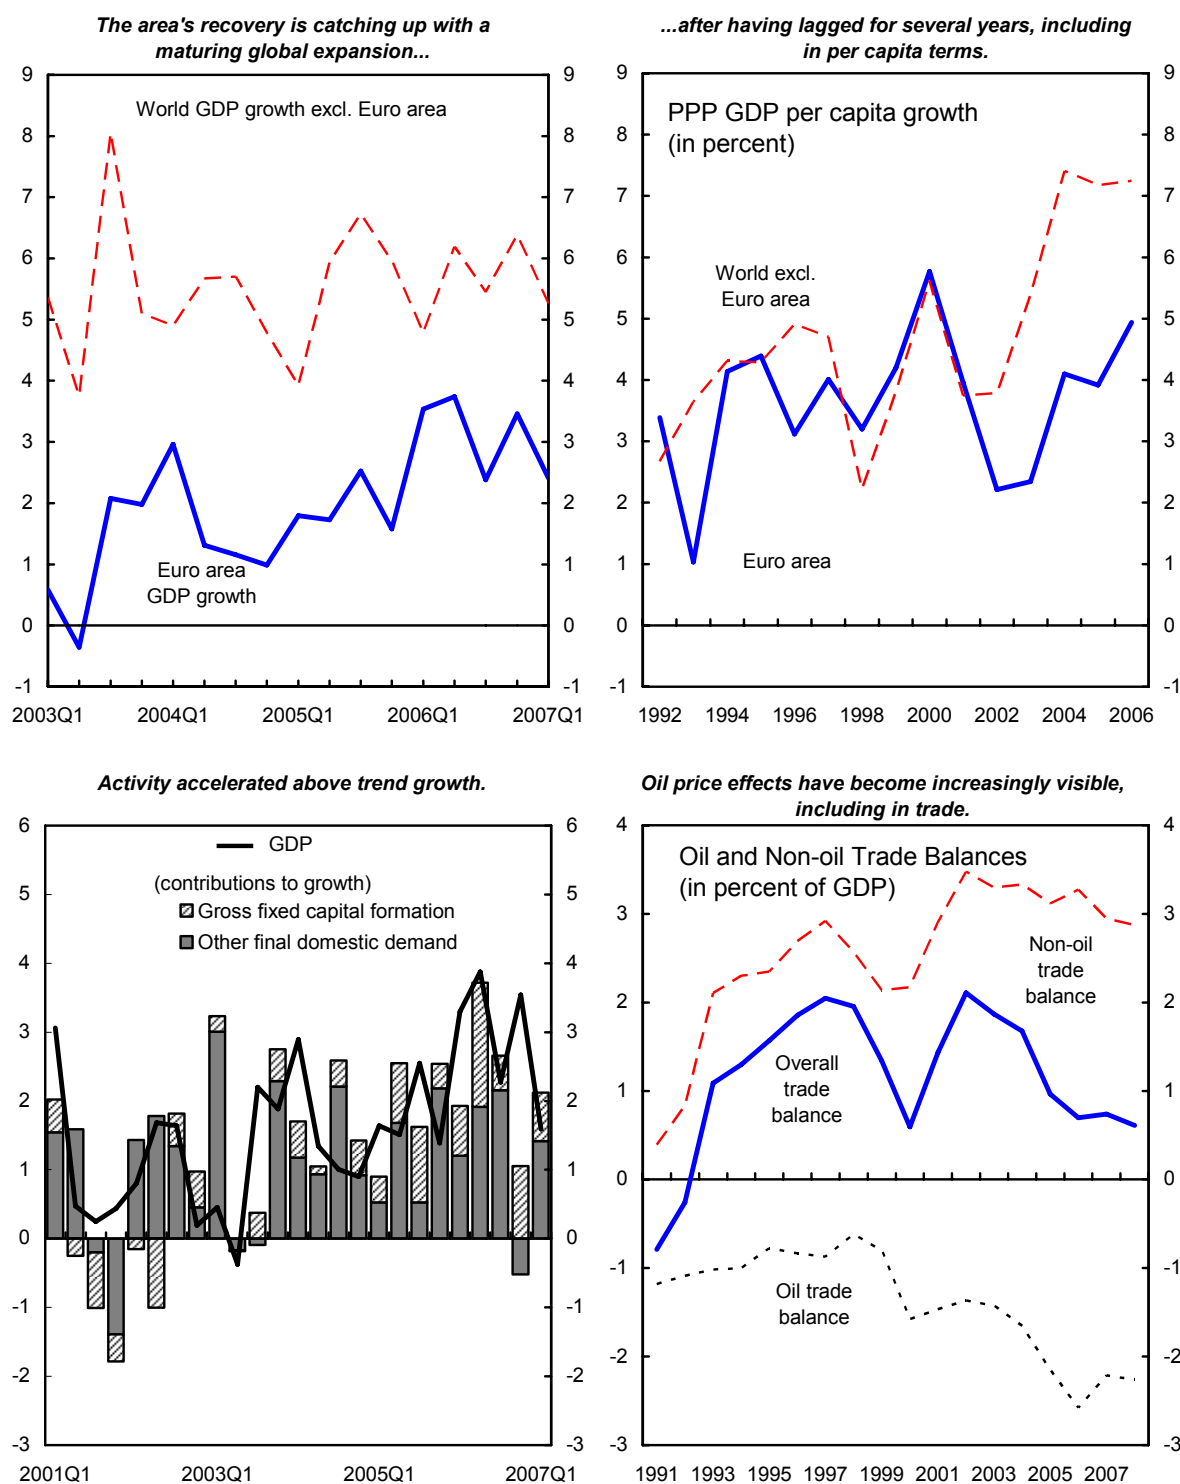 The area's recovery is catching up with a
maturing global expansion...
9
8
7
6
5
4
3
2
1
0
-1
9
8
7
6
5
4
3
2
1
0
-1
World GDP growth excl. Euro area
Euro area
GDP growth
2003Q1 2004Q1 2005Q1 2006Q1 2007Q1
...after having lagged for several years, including
in per capita terms.
9
8
7
6
5
4
3
2
1
0
-1
9
8
7
6
5
4
3
2
1
0
-1
PPP GDP per capita growth
(in percent)
World excl.
Euro area
Euro area
1992 1994 1996 1998 2000 2002 2004 2006
Activity accelerated above trend growth.
6
5
4
3
2
1
0
-1
-2
-3
6
5
4
3
2
1
0
-1
-2
-3
GDP
(contributions to growth)
Gross fixed capital formation
Other final domestic demand
2001Q1 2003Q1 2005Q1 2007Q1
Oil price effects have become increasingly visible,
including in trade.
4
3
2
1
0
-1
-2
-3
4
3
2
1
0
-1
-2
-3
Oil and Non-oil Trade Balances
(in percent of GDP)
Non-oil
trade
balance
Overall
trade
balance
Oil trade
balance
1991 1993 1995 1997 1999 2001 2003 2005 2007